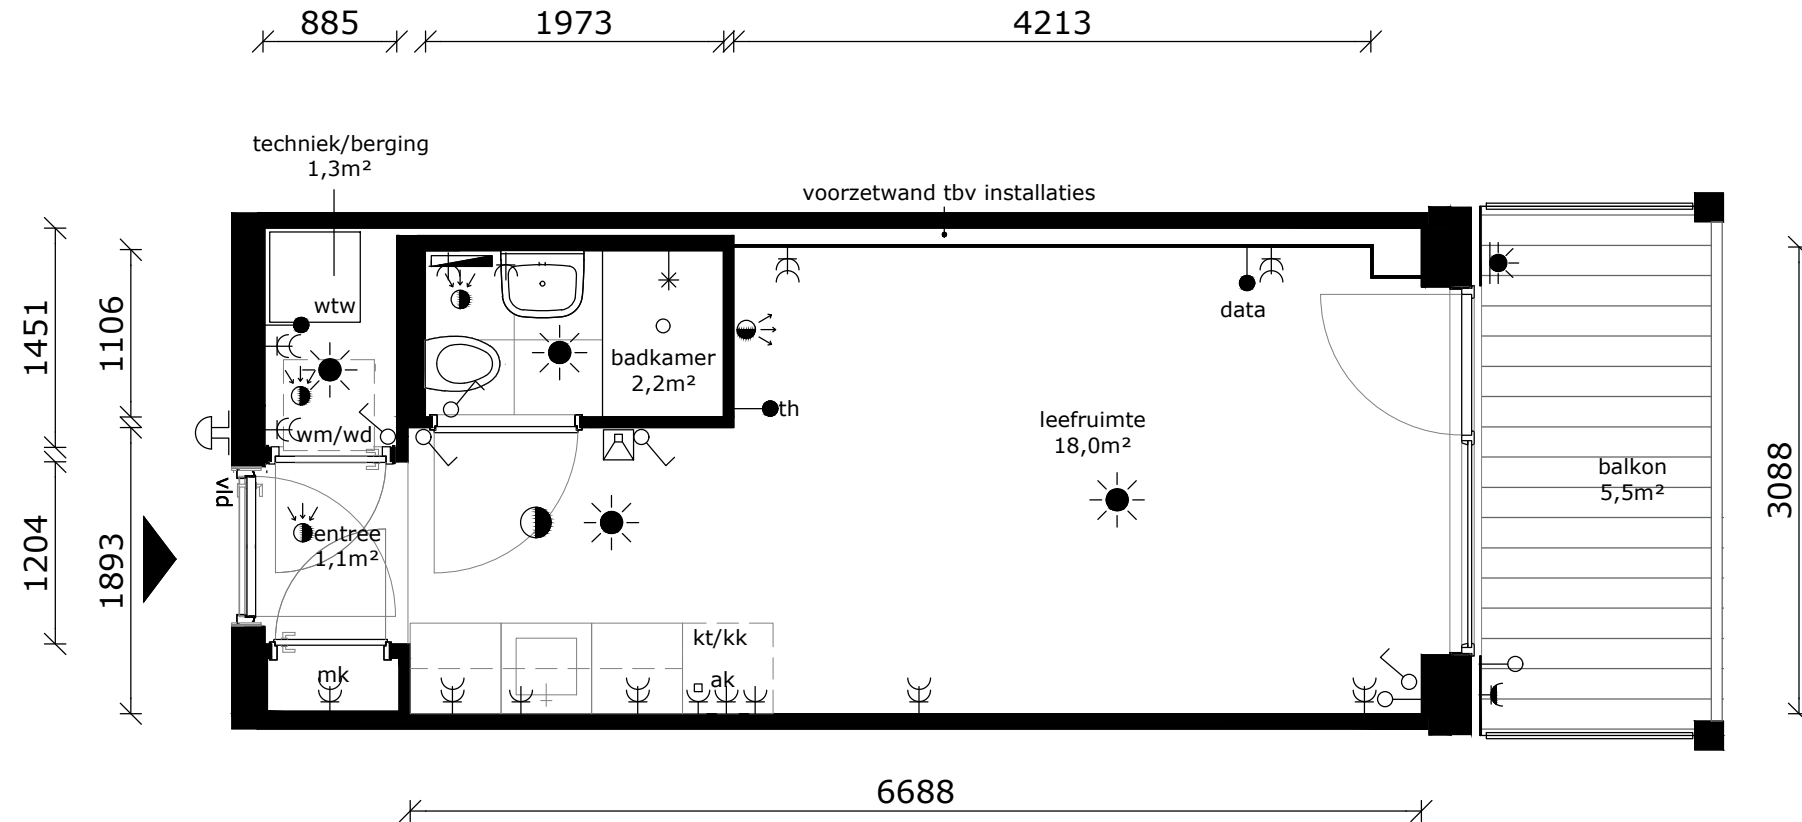 885
1973
4213
techniek/berging
1,3m²
voorzetwand tbv installaties
1451
1106
wtw
data
badkamer
2,2m²
th
leefruimte
18,0m²
wm/wd
balkon
5,5m²
3088
vld
entree
1,1m²
1204
1893
kt/kk
mk
ak
6688